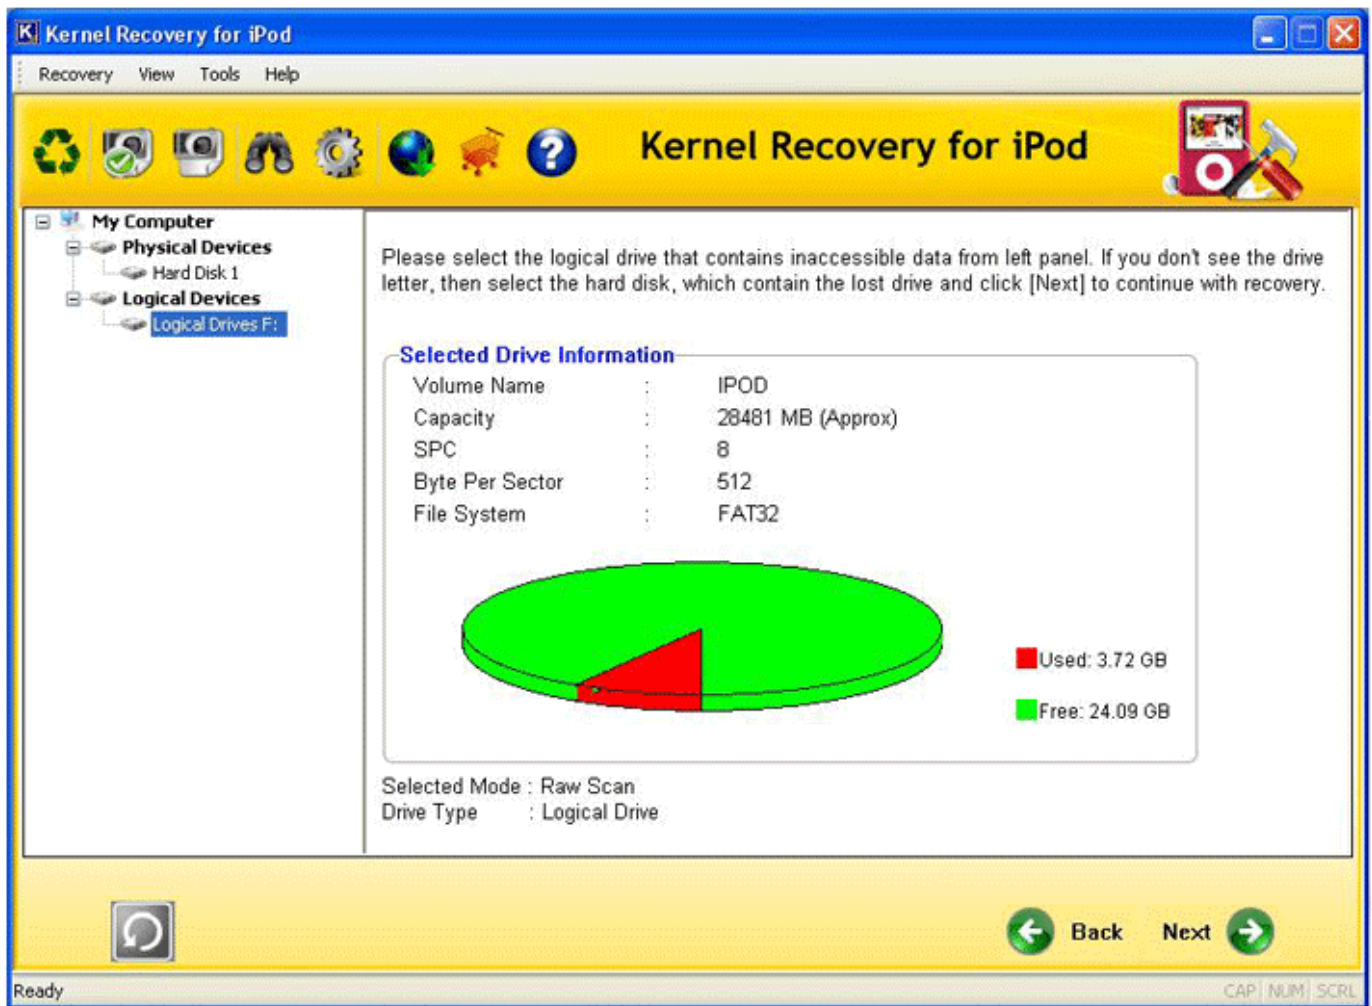 Kernel Recovery for iPod
Recovery View Tools Help
Kernel Recovery for iPod
My Computer
Physical Devices
Hard Disk 1
Logical Devices
Logical Drives F:
Please select the logical drive that contains inaccessible data from left panel. If you don't see the drive
letter, then select the hard disk, which contain the lost drive and click [Next] to continue with recovery.
Selected Drive Information
Volume Name : IPOD
Capacity : 28481 MB (Approx)
SPC : 8
Byte Per Sector : 512
File System : FAT32
Used: 3.72 GB
Free: 24.09 GB
Selected Mode : Raw Scan
Drive Type : Logical Drive
Back Next
Ready CAP NUM SCRL